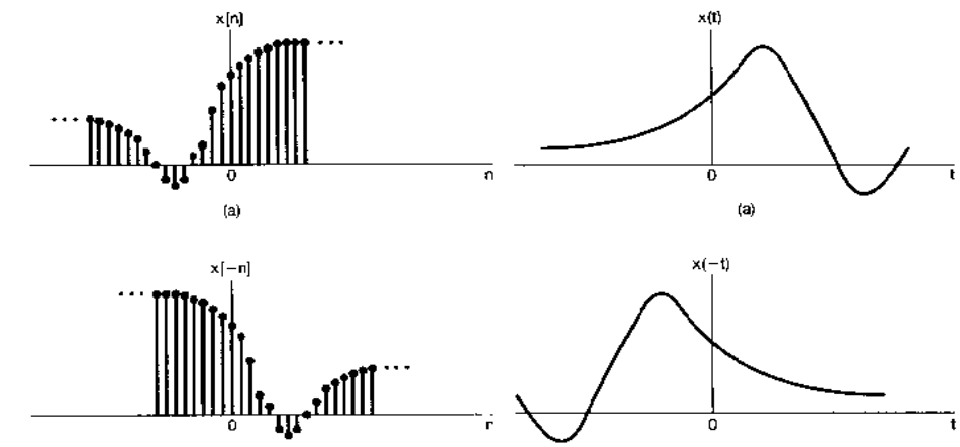 x[n]
x(t)
. . .
. . . .
0
n
0
t
(a)
(a)
x[−n]
x(−t)
. . . .
. . . .
0
n
0
t